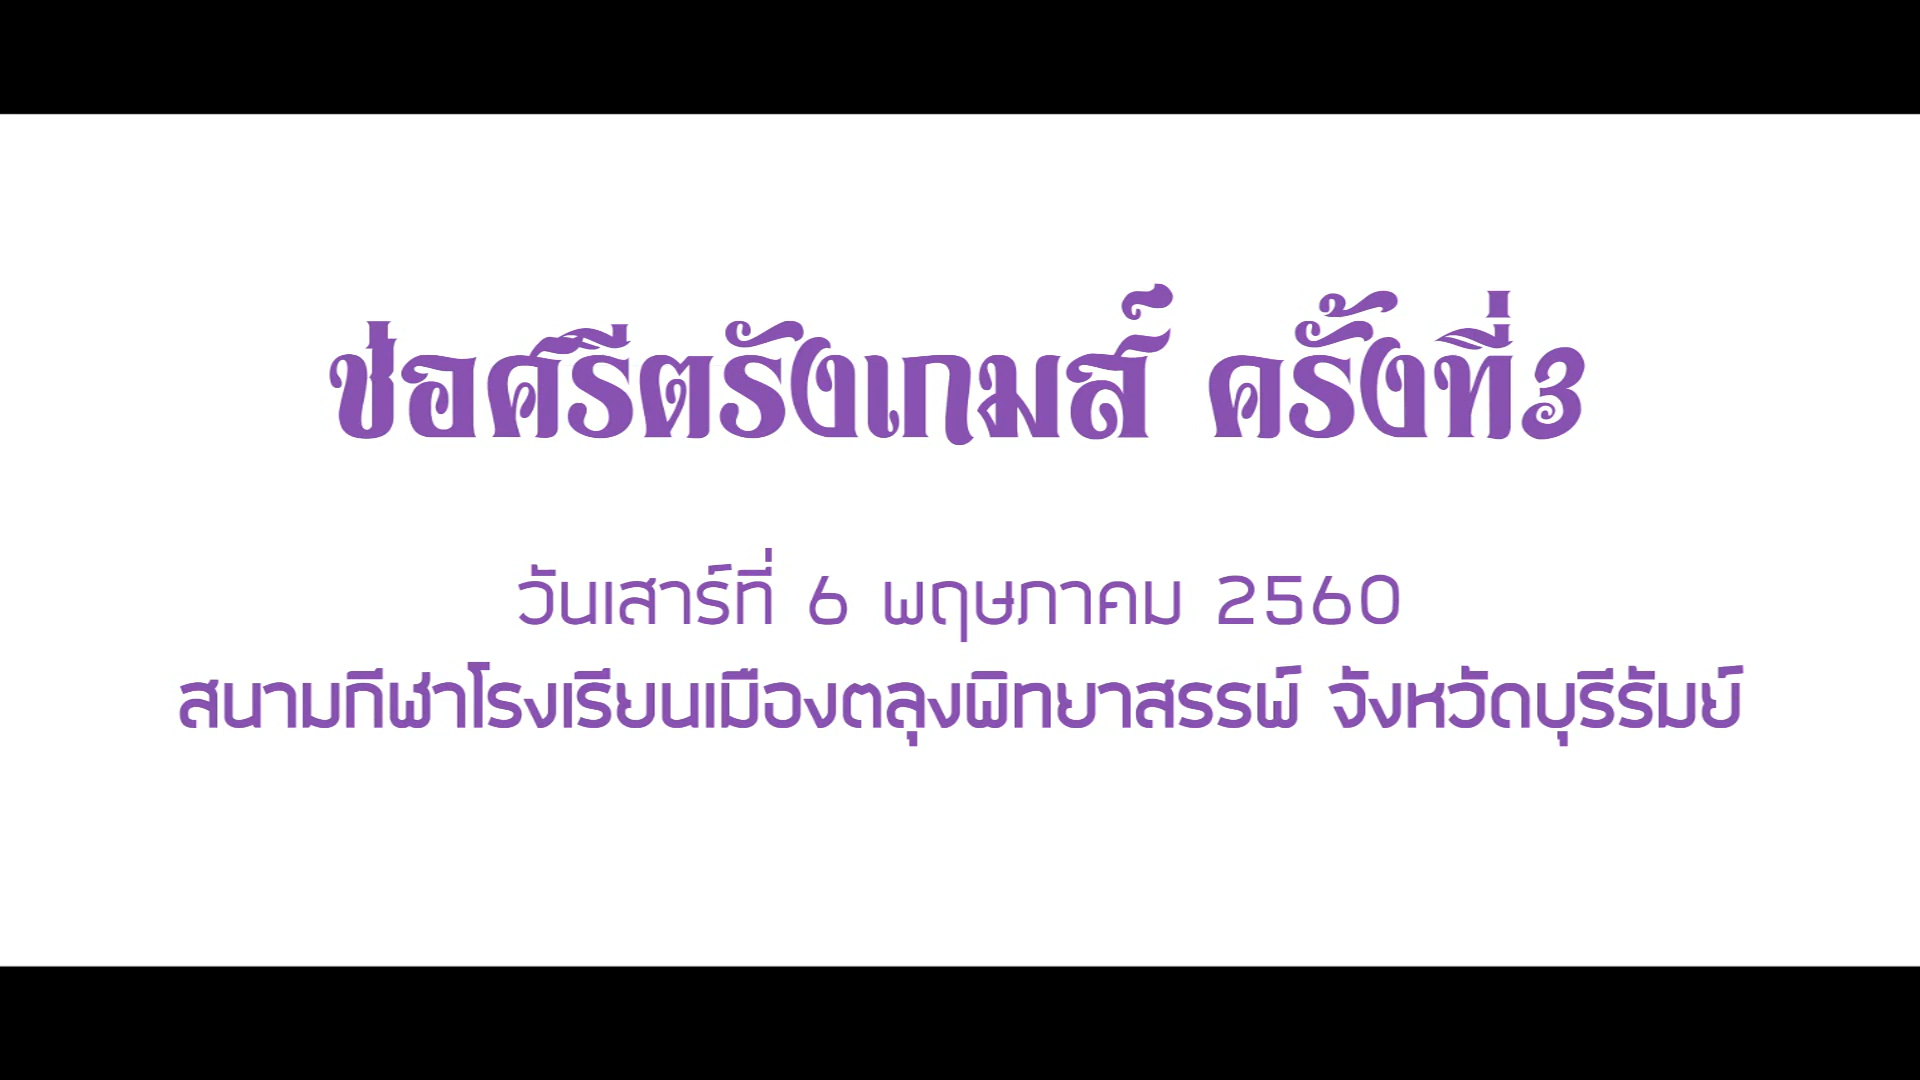 ช่อศรีตรังเกมส์ ครั้งที่3
วันเสาร์ที่ 6 พฤษภาคม 2560
สนามกีฬาโรงเรียนเมืองตลุงพิทยาสรรพ์ จังหวัดบุรีรัมย์